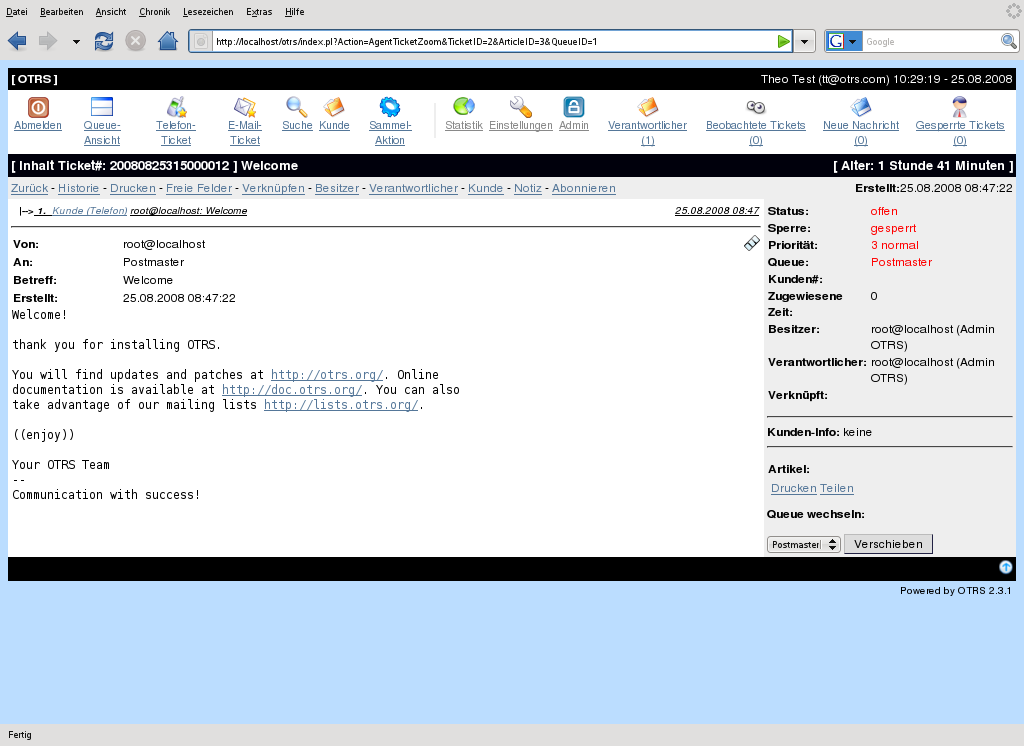 Datei Bearbeiten Ansicht Chronik Lesezeichen Extras Hilfe
http://localhost/otrs/index.pl?Action=AgentTicketZoom&TicketID=2&ArticleID=3&QueueID=1
G Google
[ OTRS ] Theo Test (tt@otrs.com) 10:29:19 - 25.08.2008
Abmelden Queue-Ansicht Telefon-Ticket E-Mail-Ticket Suche Kunde Sammel-Aktion Statistik Einstellungen Admin Verantwortlicher (1) Beobachtete Tickets (0) Neue Nachricht (0) Gesperrte Tickets (0)
[ Inhalt Ticket#: 20080825315000012 ] Welcome [ Alter: 1 Stunde 41 Minuten ]
Zurück - Historie - Drucken - Freie Felder - Verknüpfen - Besitzer - Verantwortlicher - Kunde - Notiz - Abonnieren Erstellt:25.08.2008 08:47:22
|--> 1. Kunde (Telefon) root@localhost: Welcome 25.08.2008 08:47
Von: root@localhost
An: Postmaster
Betreff: Welcome
Erstellt: 25.08.2008 08:47:22
Welcome!
thank you for installing OTRS.
You will find updates and patches at http://otrs.org/. Online
documentation is available at http://doc.otrs.org/. You can also
take advantage of our mailing lists http://lists.otrs.org/.
((enjoy))
Your OTRS Team
--
Communication with success!
Status: offen
Sperre: gesperrt
Priorität: 3 normal
Queue: Postmaster
Kunden#:
Zugewiesene 0
Zeit:
Besitzer: root@localhost (Admin
OTRS)
Verantwortlicher: root@localhost (Admin
OTRS)
Verknüpft:
Kunden-Info: keine
Artikel:
Drucken Teilen
Queue wechseln:
Postmaster Verschieben
Powered by OTRS 2.3.1
Fertig